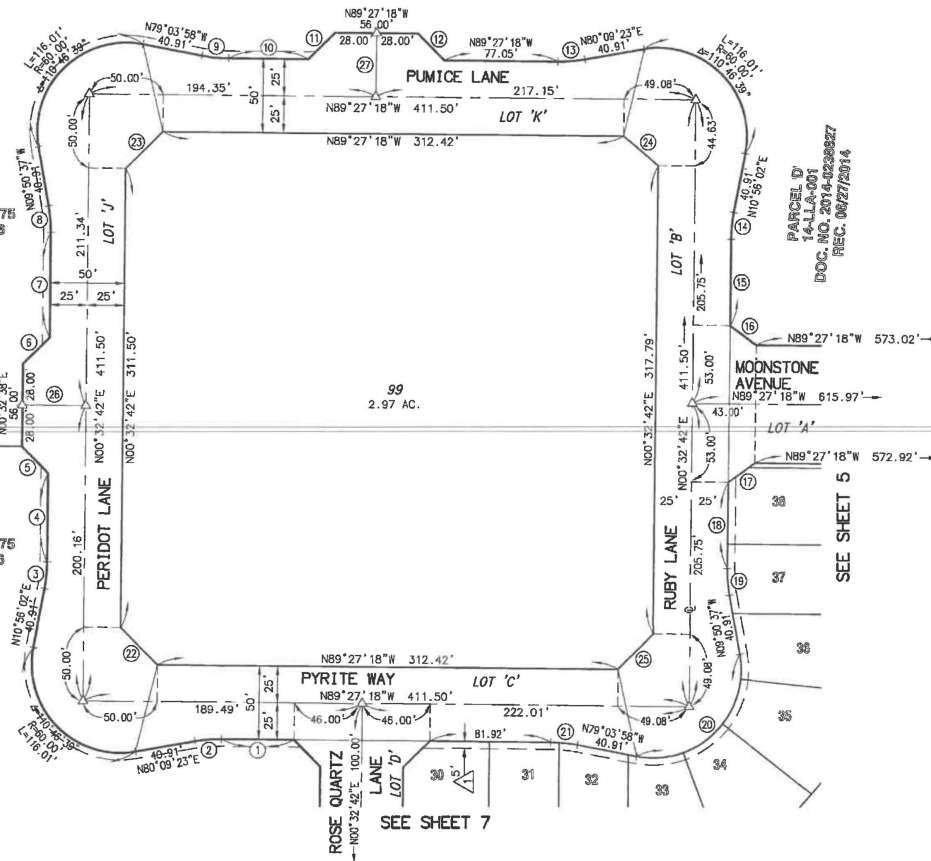 N89°27'18"W
56.00'
28.00' 28.00'
11
12
27
N79°03'58"W
40.91'
9
10
L=116.01'
R=60.00'
Δ=110°46'39"
N89°27'18"W
77.05'
13
N80°09'23"E
40.91'
L=116.01'
R=60.00'
Δ=110°46'39"
50.00'
50.00'
194.35'
25'
50'
25'
PUMICE LANE
217.15'
N89°27'18"W 411.50'
LOT 'K'
N89°27'18"W 312.42'
49.08'
44.63'
23
24
N09°50'37"W
40.91'
8
75
211.34'
LOT 'J'
50'
25' 25'
7
6
N10°56'02"E
40.91'
14
15
16
PARCEL 'D'
14-LLA-001
DOC. NO. 2014-0236627
REC. 06/27/2014
LOT 'B'
205.75'
N00°32'42"E 411.50'
N00°32'42"E 311.50'
N00°32'42"E 317.79'
N00°32'42"E 411.50'
53.00'
53.00'
N00°32'38"E
56.00'
28.00
28.00'
26
5
99
2.97 AC.
N89°27'18"W 573.02'
MOONSTONE
AVENUE
N89°27'18"W 615.97'
43.00'
LOT 'A'
N89°27'18"W 572.92'
17
38
SEE SHEET 5
25' 25'
18
37
19
36
35
34
33
4
75
3
N10°56'02"E
40.91'
200.16'
PERIDOT LANE
RUBY LANE
205.75'
N09°50'37"W
40.91'
49.08'
20
50.00'
50.00'
22
25
Δ=110°46'39"
R=60.00'
L=116.01'
N89°27'18"W 312.42'
PYRITE WAY
LOT 'C'
N89°27'18"W 411.50'
25'
50'
25'
189.49'
46.00' 46.00'
222.01'
49.08'
40.91'
N80°09'23"E
2
1
81.92'
21
N79°03'58"W
40.91'
30
5'
1
31
32
ROSE QUARTZ
LANE
N00°32'42"E 100.00'
LOT 'D'
SEE SHEET 7